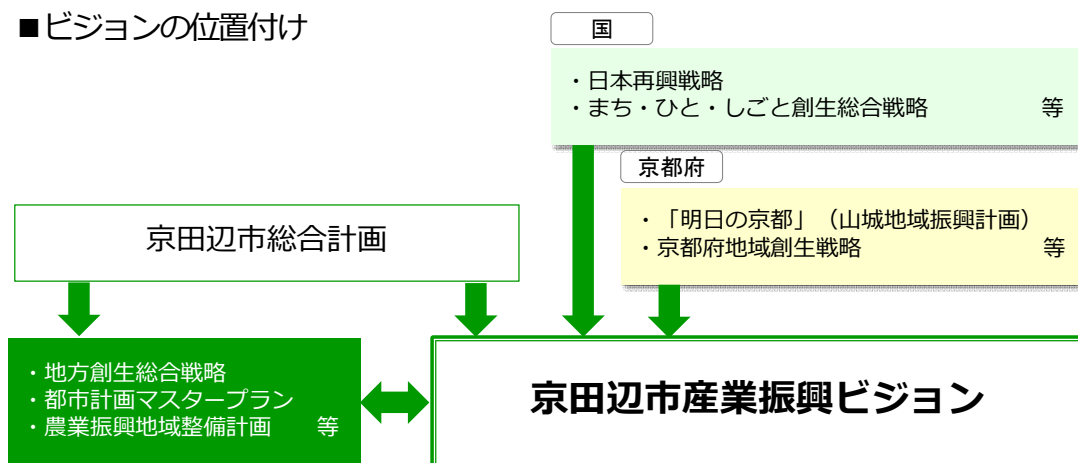 ■ビジョンの位置付け
国
・日本再興戦略
・まち・ひと・しごと創生総合戦略 等
京都府
・「明日の京都」（山城地域振興計画）
・京都府地域創生戦略 等
京田辺市総合計画
・地方創生総合戦略
・都市計画マスタープラン
・農業振興地域整備計画 等
京田辺市産業振興ビジョン